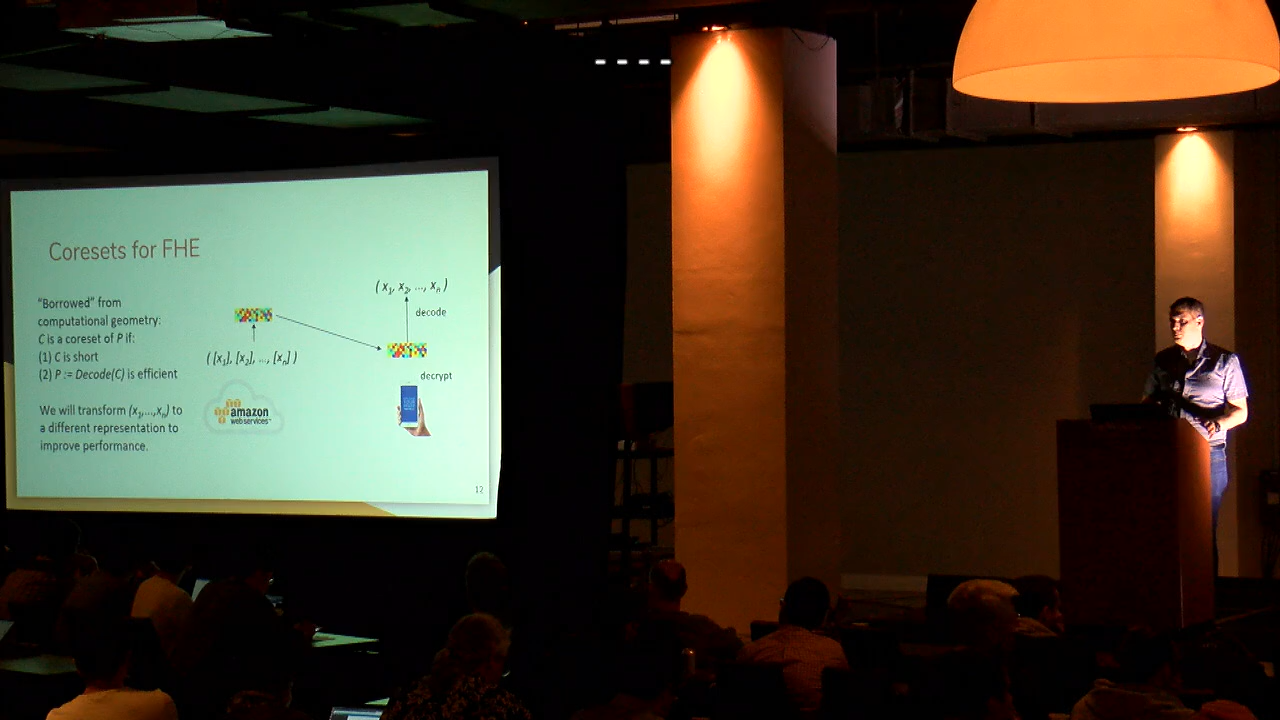 Coresets for FHE
"Borrowed" from
computational geometry:
C is a coreset of P if:
(1) C is short
(2) P := Decode(C) is efficient
We will transform (x₁,...,xₙ) to
a different representation to
improve performance.
( [x₁], [x₂], ..., [xₙ] )
amazon
webservices™
( x₁, x₂, ..., xₙ )
decode
decrypt
12